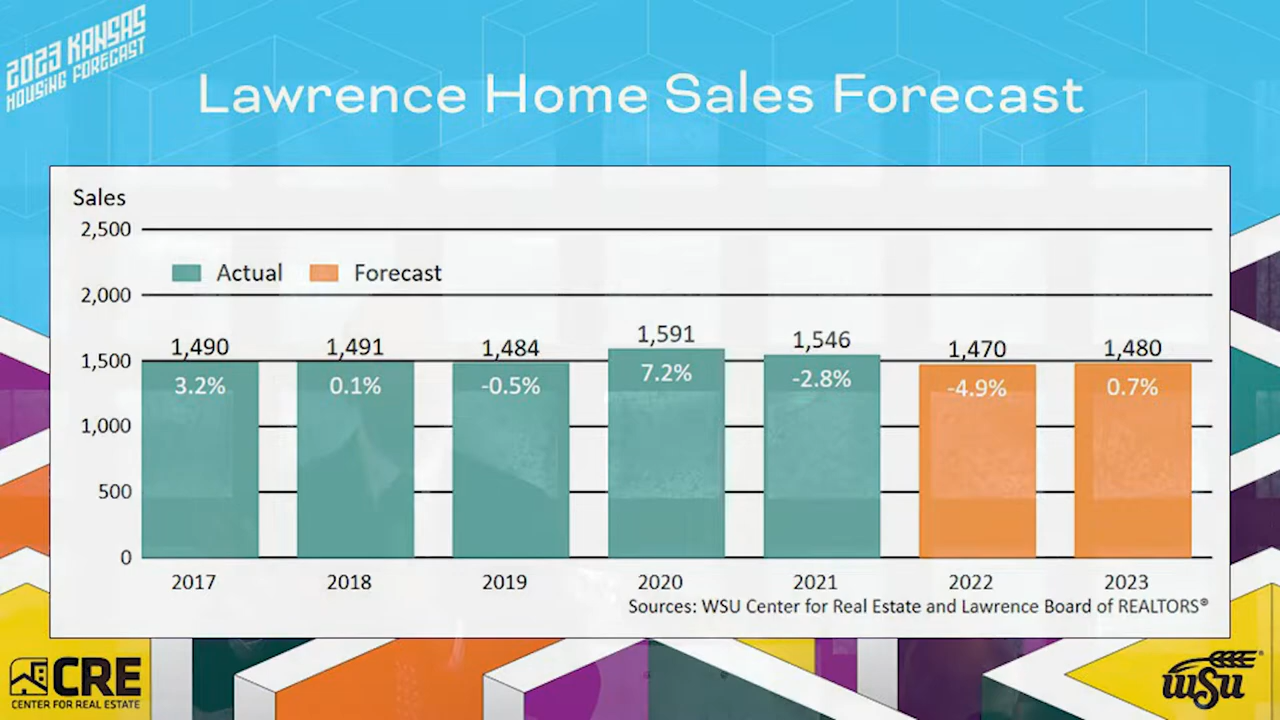 2023 KANSAS
HOUSING FORECAST
Lawrence Home Sales Forecast
Sales
2,500
Actual Forecast
2,000
1,490 1,491 1,484 1,591 1,546 1,470 1,480
1,500
3.2% 0.1% -0.5% 7.2% -2.8% -4.9% 0.7%
1,000
500
0
2017 2018 2019 2020 2021 2022 2023
Sources: WSU Center for Real Estate and Lawrence Board of REALTORS®
CRE
CENTER FOR REAL ESTATE
WSU